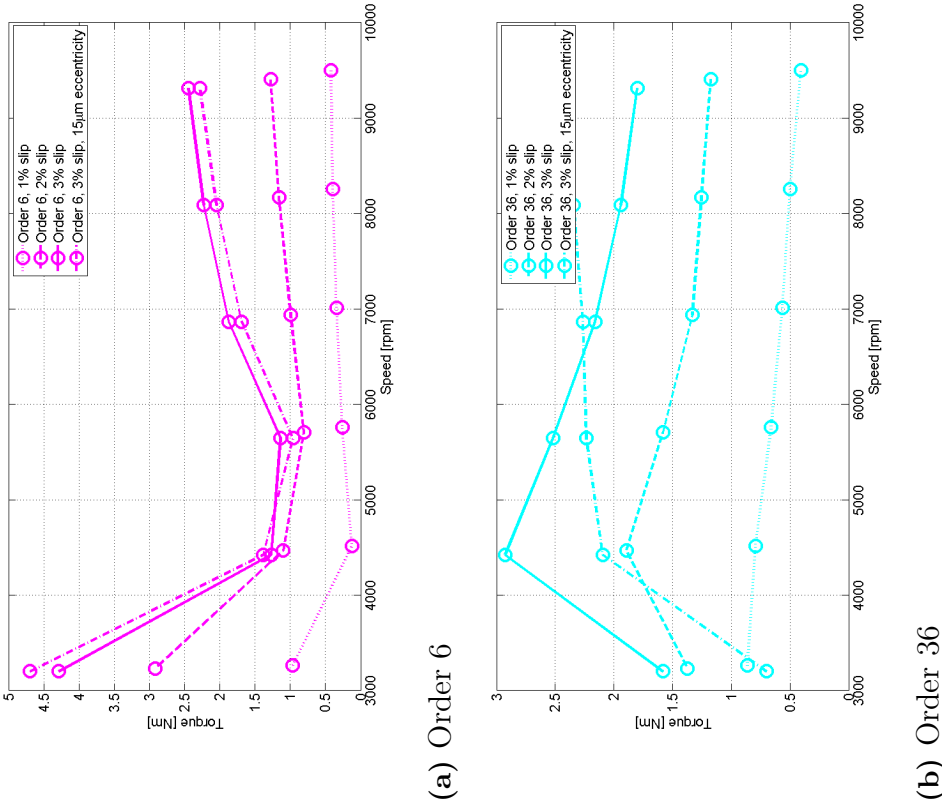 5
4.5
4
3.5
3
2.5
2
1.5
1
0.5
0
Torque [Nm]
3000
4000
5000
6000
7000
8000
9000
10000
Speed [rpm]
Order 6, 1% slip
Order 6, 2% slip
Order 6, 3% slip
Order 6, 3% slip, 15μm eccentricity
(a) Order 6
3
2.5
2
1.5
1
0.5
0
Torque [Nm]
3000
4000
5000
6000
7000
8000
9000
10000
Speed [rpm]
Order 36, 1% slip
Order 36, 2% slip
Order 36, 3% slip
Order 36, 3% slip, 15μm eccentricity
(b) Order 36